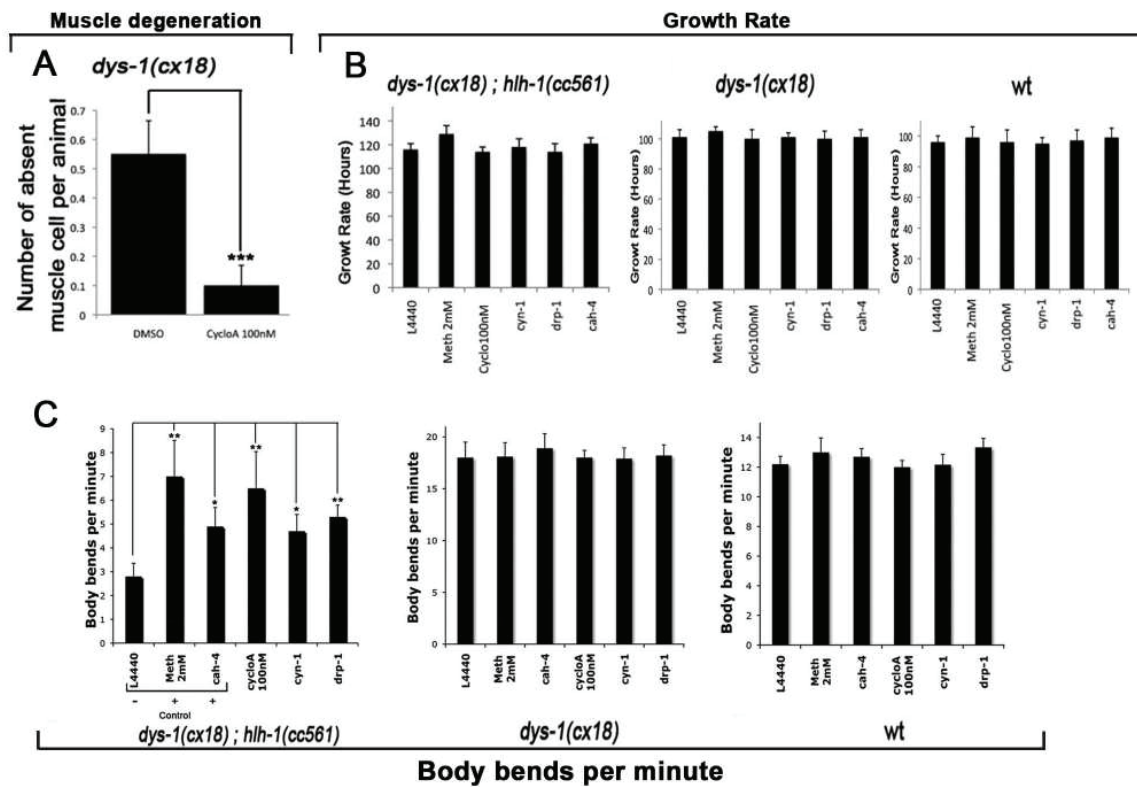 Muscle degeneration
Growth Rate
A
dys-1(cx18)
Number of absent
muscle cell per animal
0.7
0.6
0.5
0.4
0.3
0.2
0.1
0
***
DMSO
CycloA 100nM
B
dys-1(cx18) ; hlh-1(cc561)
Growt Rate (Hours)
140
120
100
80
60
40
20
0
L4440
Meth 2mM
Cyclo100nM
cyn-1
drp-1
cah-4
dys-1(cx18)
Growt Rate (Hours)
100
80
60
40
20
0
L4440
Meth 2mM
Cyclo100nM
cyn-1
drp-1
cah-4
wt
Growt Rate (Hours)
100
80
60
40
20
0
L4440
Meth 2mM
Cyclo100nM
cyn-1
drp-1
cah-4
C
Body bends per minute
9
8
7
6
5
4
3
2
1
0
**
*
**
*
**
L4440
Meth
2mM
cah-4
cycloA
100nM
cyn-1
drp-1
- + +
Control
dys-1(cx18) ; hlh-1(cc561)
Body bends per minute
20
16
12
8
4
0
L4440
Meth
2mM
cah-4
cycloA
100nM
cyn-1
drp-1
dys-1(cx18)
Body bends per minute
14
12
10
8
6
4
2
0
L4440
Meth
2mM
cah-4
cycloA
100nM
cyn-1
drp-1
wt
Body bends per minute